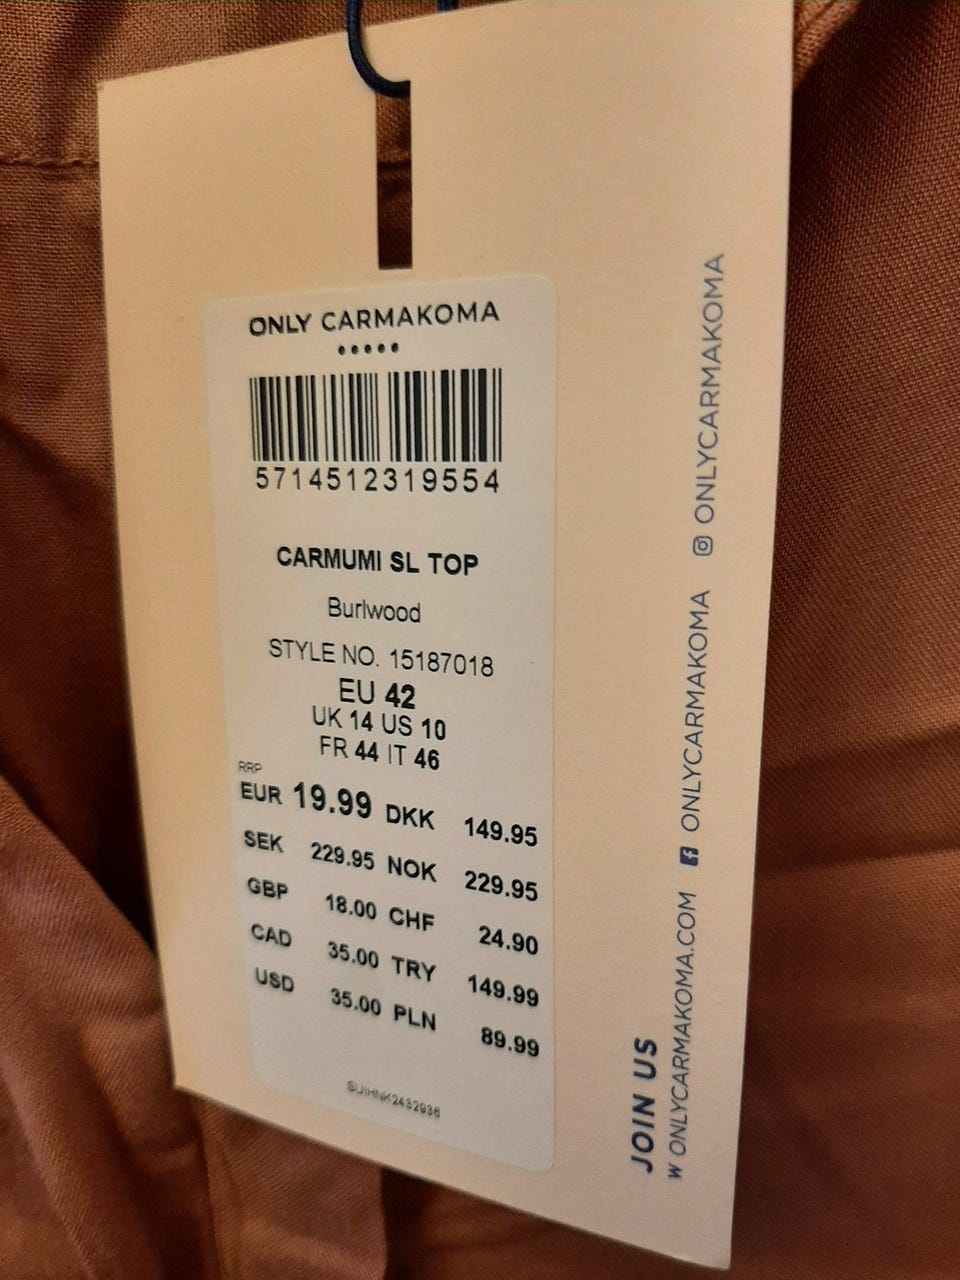 ONLY CARMAKOMA
5714512319554
CARMUMI SL TOP
Burlwood
STYLE NO. 15187018
EU 42
UK 14 US 10
FR 44 IT 46
RRP
EUR 19.99 DKK 149.95
SEK 229.95 NOK 229.95
GBP 18.00 CHF 24.90
CAD 35.00 TRY 149.99
USD 35.00 PLN 89.99
SUIHNK2432936
JOIN US
W ONLYCARMAKOMA.COM ONLYCARMAKOMA ONLYCARMAKOMA